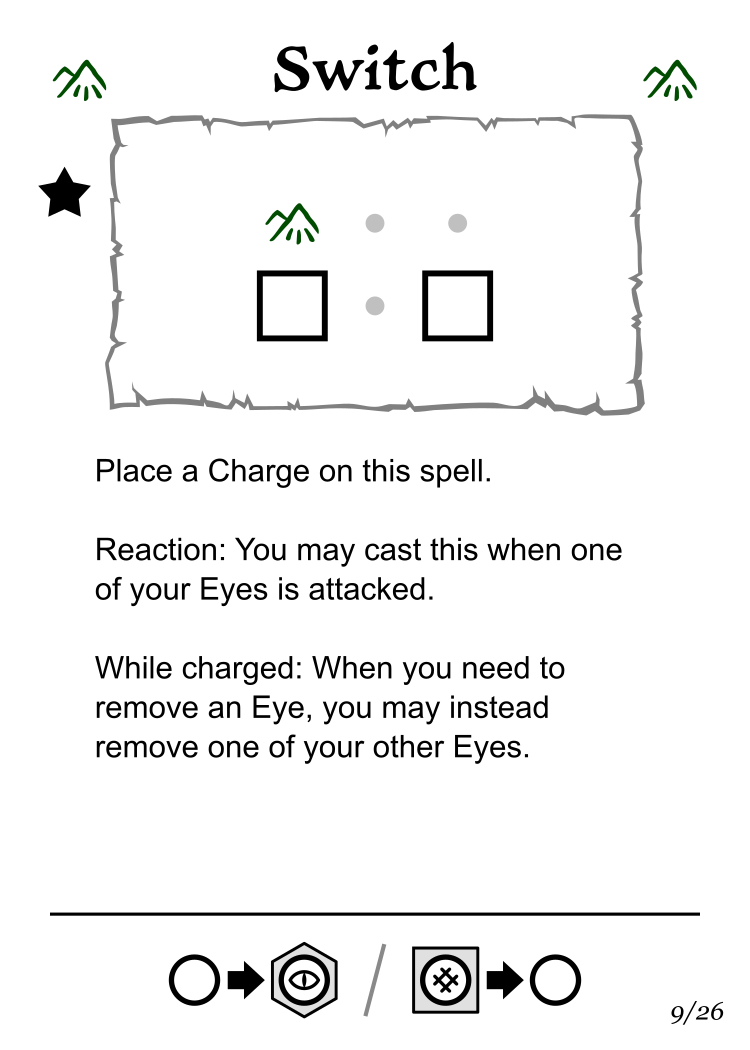 Switch
Place a Charge on this spell.
Reaction: You may cast this when one
of your Eyes is attacked.
While charged: When you need to
remove an Eye, you may instead
remove one of your other Eyes.
9/26